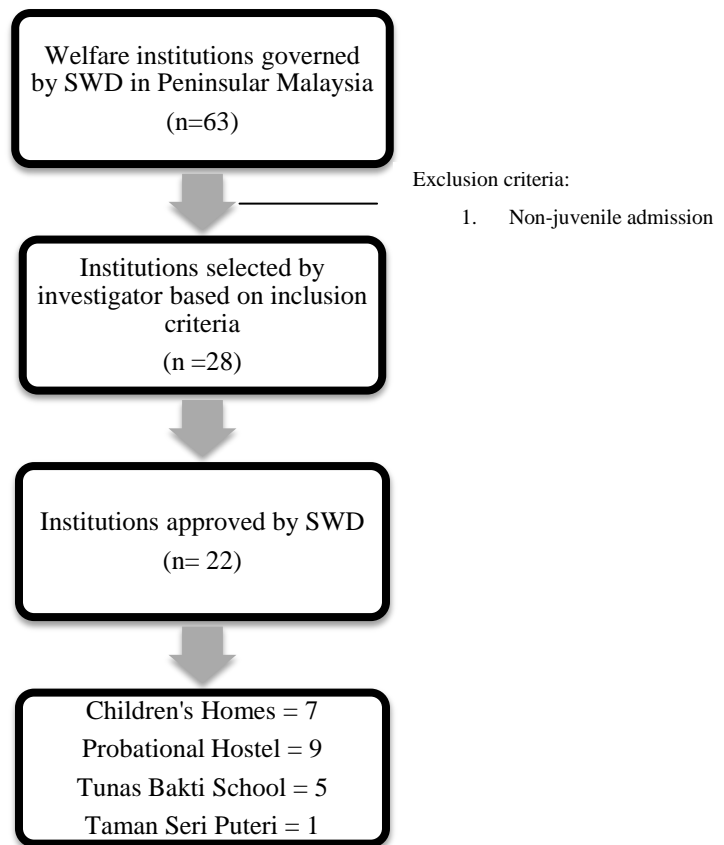 Welfare institutions governed
by SWD in Peninsular Malaysia
(n=63)
Exclusion criteria:
1. Non-juvenile admission
Institutions selected by
investigator based on inclusion
criteria
(n =28)
Institutions approved by SWD
(n= 22)
Children's Homes = 7
Probational Hostel = 9
Tunas Bakti School = 5
Taman Seri Puteri = 1